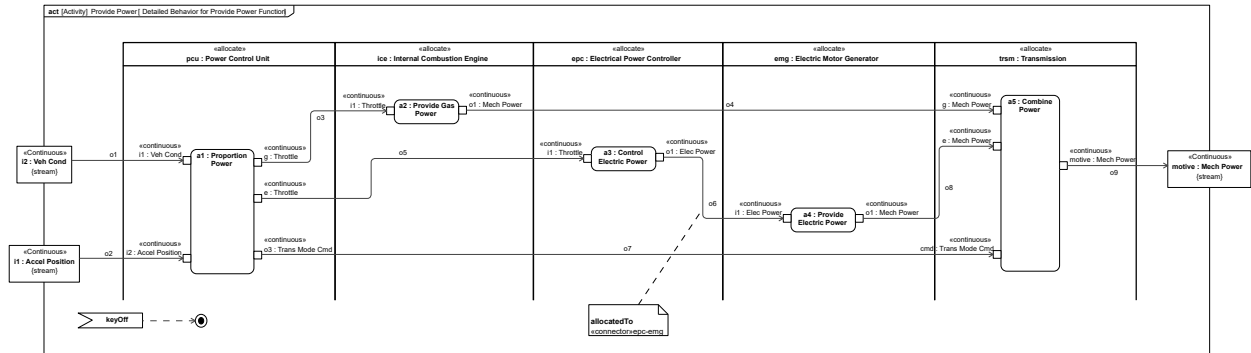 act [Activity] Provide Power [ Detailed Behavior for Provide Power Function]
«allocate»
pcu : Power Control Unit
«allocate»
ice : Internal Combustion Engine
«allocate»
epc : Electrical Power Controller
«allocate»
emg : Electric Motor Generator
«allocate»
trsm : Transmission
«Continuous»
i2 : Veh Cond
{stream}
o1
«continuous»
i1 : Veh Cond
a1 : Proportion
Power
«continuous»
g : Throttle
o3
«continuous»
i1 : Throttle
a2 : Provide Gas
Power
«continuous»
o1 : Mech Power
o4
«continuous»
g : Mech Power
a5 : Combine
Power
«continuous»
e : Throttle
o5
«continuous»
i1 : Throttle
a3 : Control
Electric Power
«continuous»
o1 : Elec Power
o6
«continuous»
i1 : Elec Power
a4 : Provide
Electric Power
«continuous»
o1 : Mech Power
o8
«continuous»
e : Mech Power
«continuous»
motive : Mech Power
o9
«Continuous»
motive : Mech Power
{stream}
«Continuous»
i1 : Accel Position
{stream}
o2
«continuous»
i2 : Accel Position
«continuous»
o3 : Trans Mode Cmd
o7
«continuous»
cmd : Trans Mode Cmd
keyOff
allocatedTo
«connector»epc-emg